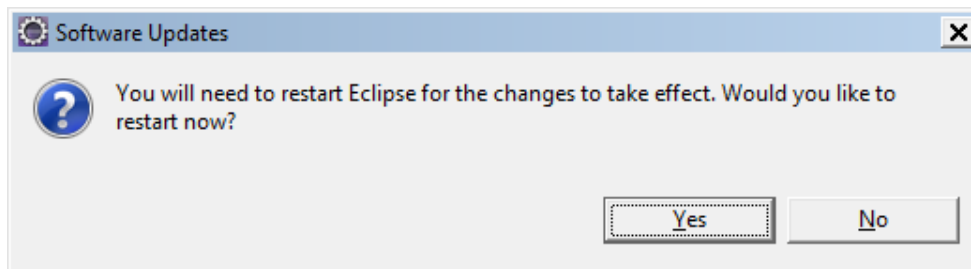 Software Updates
You will need to restart Eclipse for the changes to take effect. Would you like to
restart now?
Yes
No